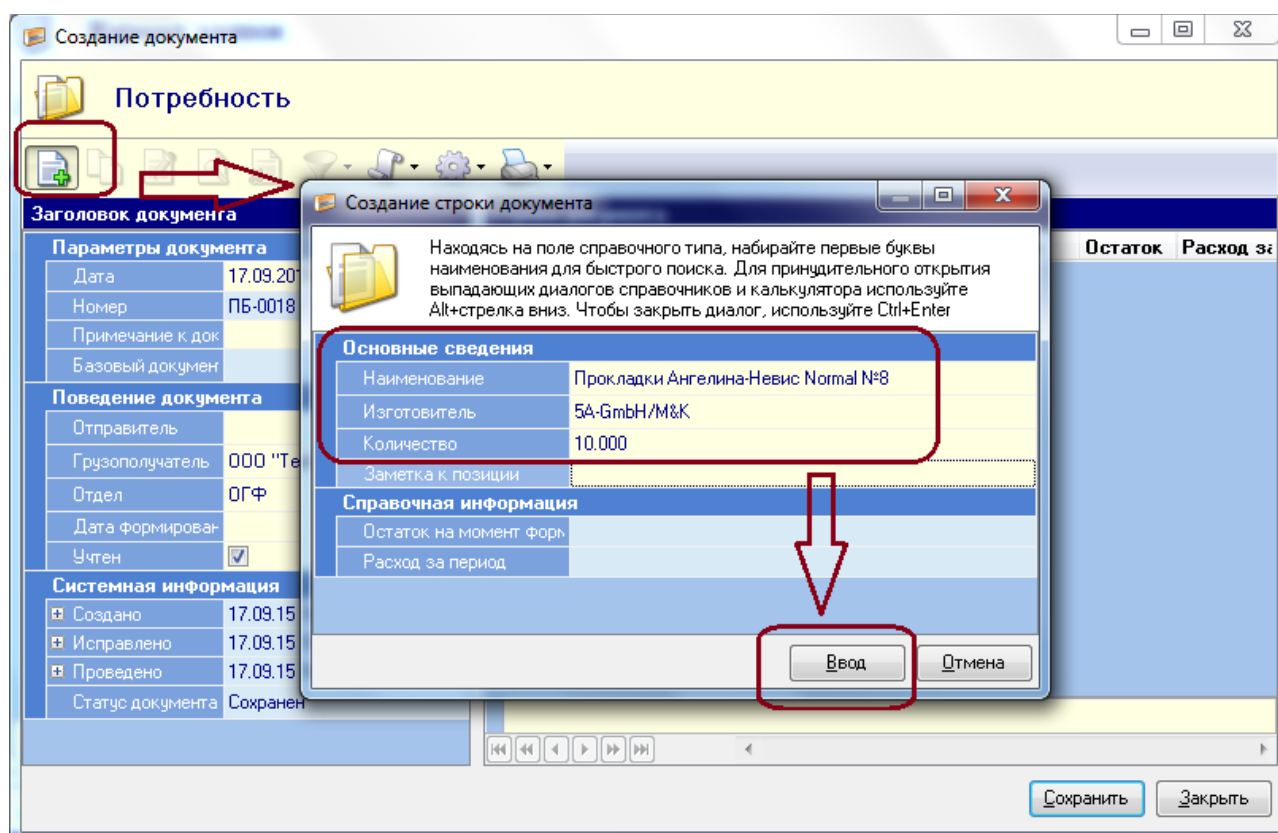 Создание документа
Потребность
Заголовок документа
Параметры документа
Дата 17.09.201
Номер ПБ-0018
Примечание к док
Базовый докумен
Поведение документа
Отправитель
Грузополучатель ООО "Те
Отдел ОГФ
Дата формирован
Учтен
Системная информация
Создано 17.09.15
Исправлено 17.09.15
Проведено 17.09.15
Статус документа Сохранен
Остаток Расход за
Создание строки документа
Находясь на поле справочного типа, набирайте первые буквы
наименования для быстрого поиска. Для принудительного открытия
выпадающих диалогов справочников и калькулятора используйте
Alt+стрелка вниз. Чтобы закрыть диалог, используйте Ctrl+Enter
Основные сведения
Наименование Прокладки Ангелина-Невис Normal №8
Изготовитель 5A-GmbH/M&K
Количество 10.000
Заметка к позиции
Справочная информация
Остаток на момент форм
Расход за период
Ввод Отмена
Сохранить Закрыть